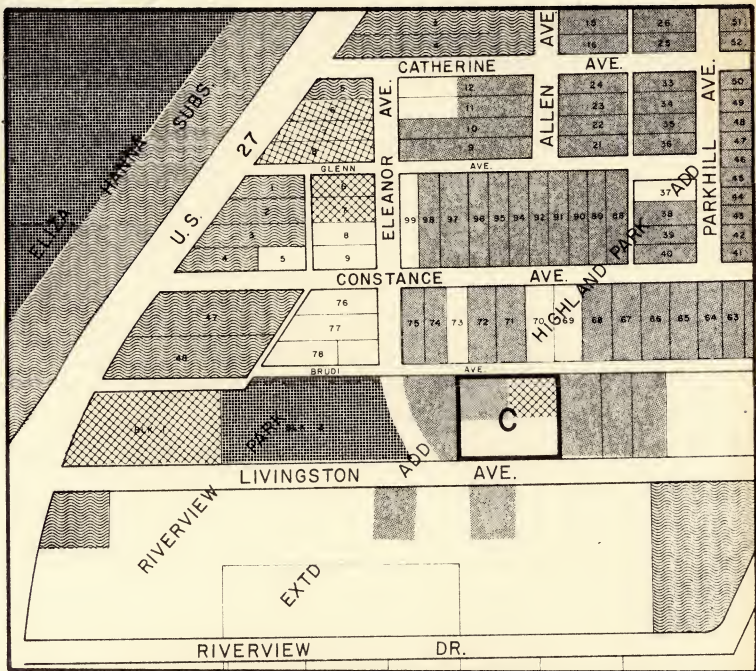 3
4
15
16
26
25
51
52
AVE
CATHERINE AVE.
ELIZA HANNA SUBS.
U.S. 27
5
6
8
12
11
10
9
24
23
22
21
33
34
35
36
50
49
48
47
46
45
44
43
42
41
ELEANOR AVE.
ALLEN
PARKHILL AVE.
GLENN AVE.
1
2
3
4
5
6
7
8
9
99 98 97 96 95 94 92 91 90 89 88
37
38
39
40
CONSTANCE AVE.
HIGHLAND PARK ADD
47
48
76
77
78
75 74 73 72 71 70 69 68 67 66 65 64 63
BRUDI AVE.
BLK 1
BLK 2
C
LIVINGSTON AVE.
RIVERVIEW PARK ADD
EXTD
RIVERVIEW DR.